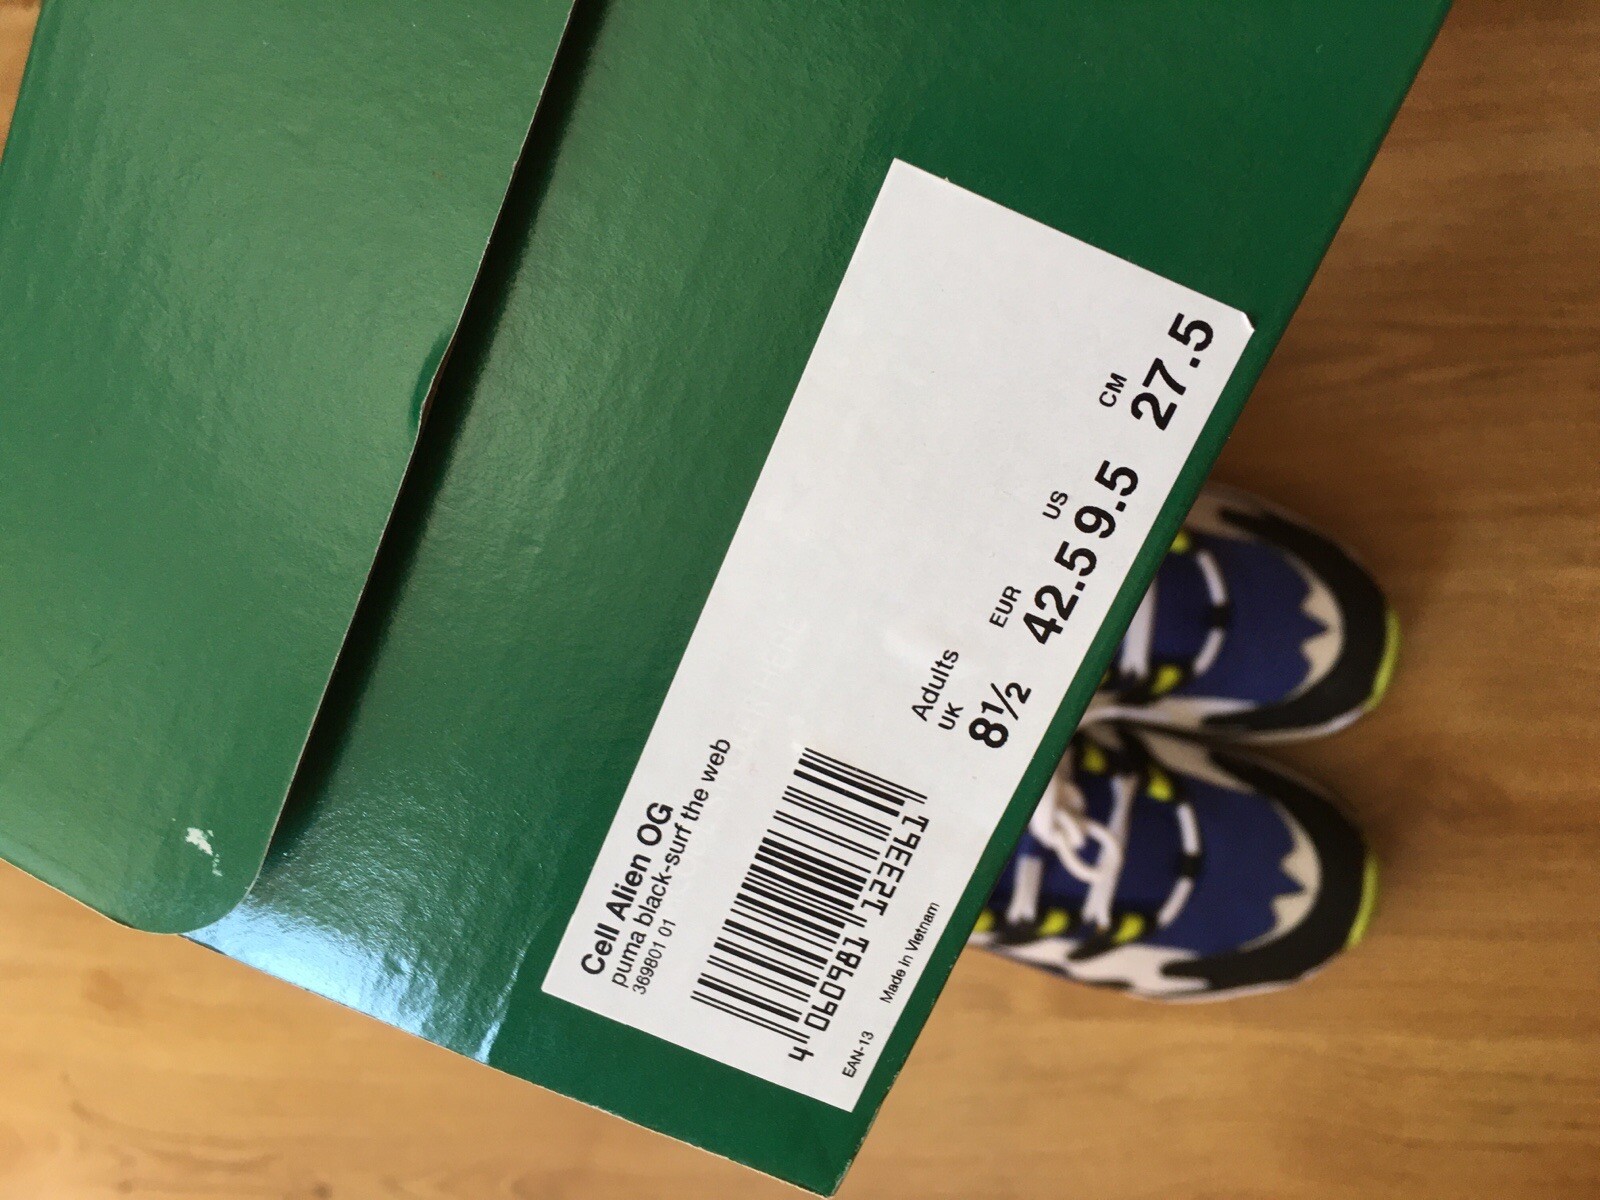 Cell Alien OG
puma black-surf the web
369801 01
4 060981 123361
EAN-13
Made in Vietnam
Adults
UK EUR US CM
8½ 42.5 9.5 27.5